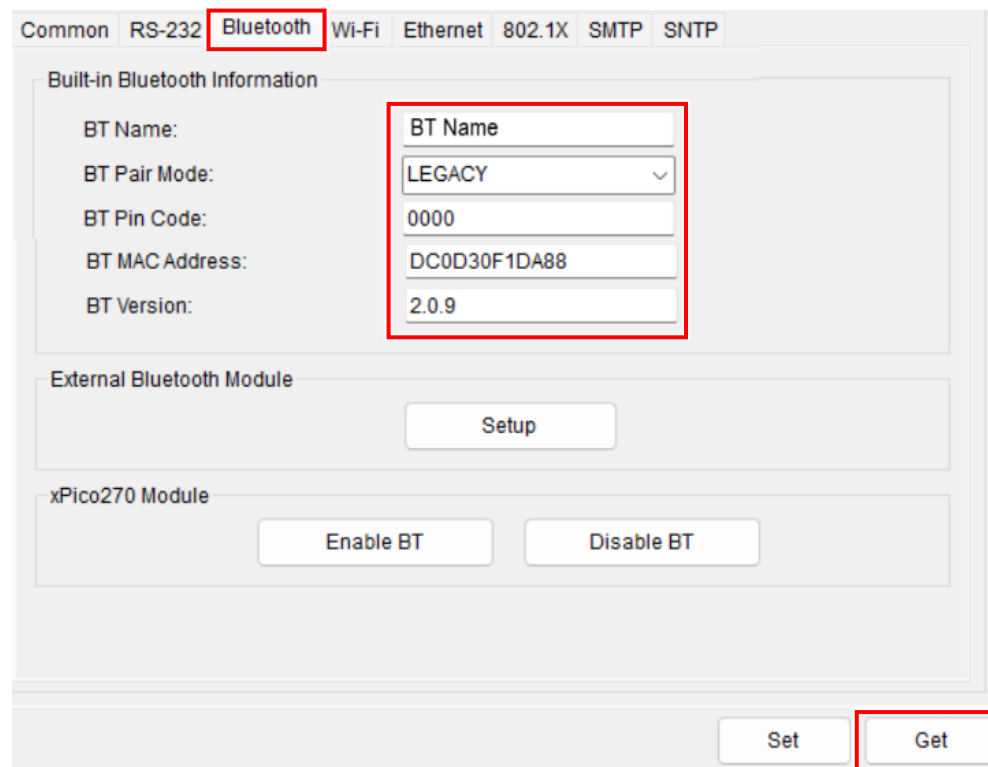 Common RS-232 Bluetooth Wi-Fi Ethernet 802.1X SMTP SNTP
Built-in Bluetooth Information
BT Name: BT Name
BT Pair Mode: LEGACY
BT Pin Code: 0000
BT MAC Address: DC0D30F1DA88
BT Version: 2.0.9
External Bluetooth Module
Setup
xPico270 Module
Enable BT Disable BT
Set Get